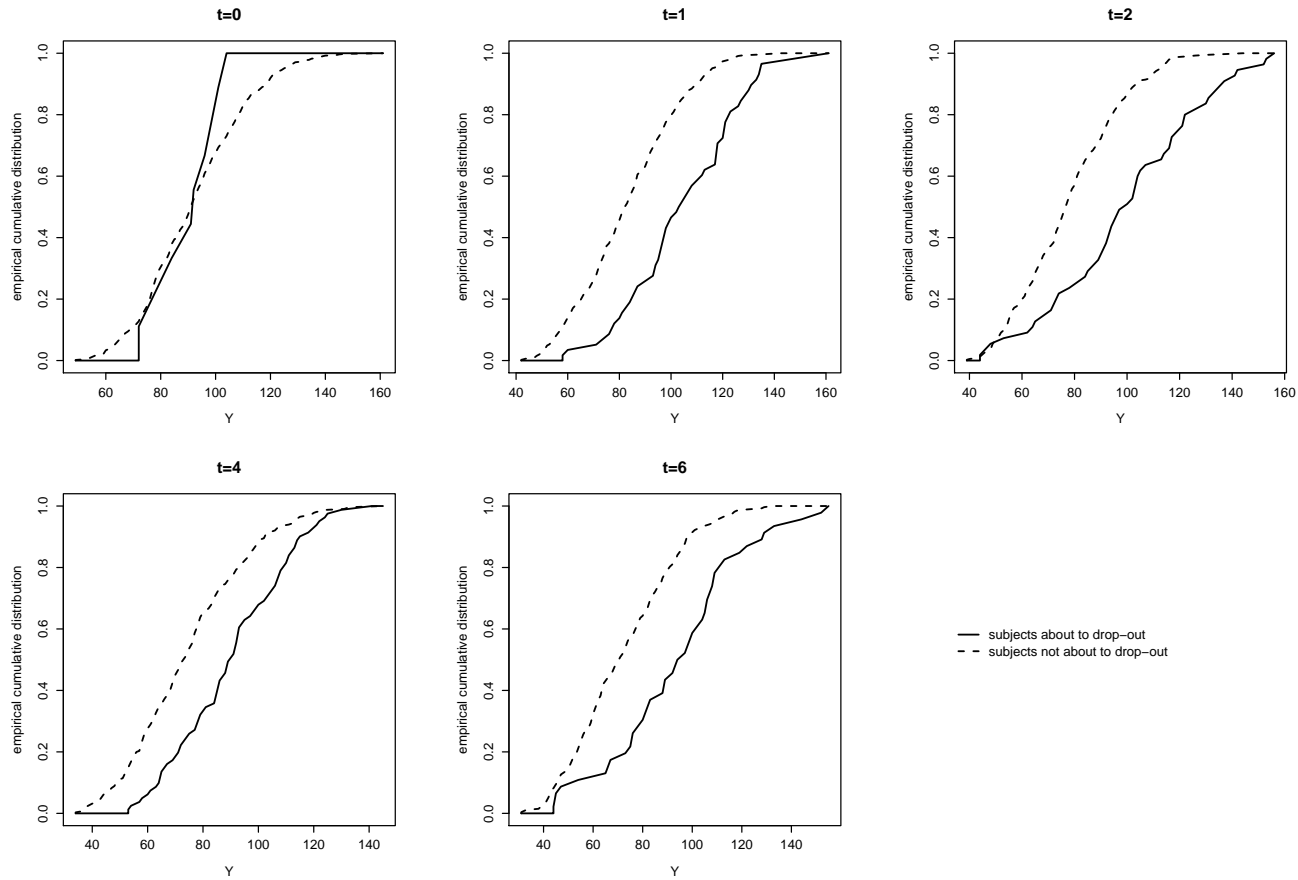 t=0
empirical cumulative distribution
0.0 0.2 0.4 0.6 0.8 1.0
60 80 100 120 140 160
Y
t=1
empirical cumulative distribution
0.0 0.2 0.4 0.6 0.8 1.0
40 60 80 100 120 140 160
Y
t=2
empirical cumulative distribution
0.0 0.2 0.4 0.6 0.8 1.0
40 60 80 100 120 140 160
Y
t=4
empirical cumulative distribution
0.0 0.2 0.4 0.6 0.8 1.0
40 60 80 100 120 140
Y
t=6
empirical cumulative distribution
0.0 0.2 0.4 0.6 0.8 1.0
40 60 80 100 120 140
Y
subjects about to drop−out
subjects not about to drop−out